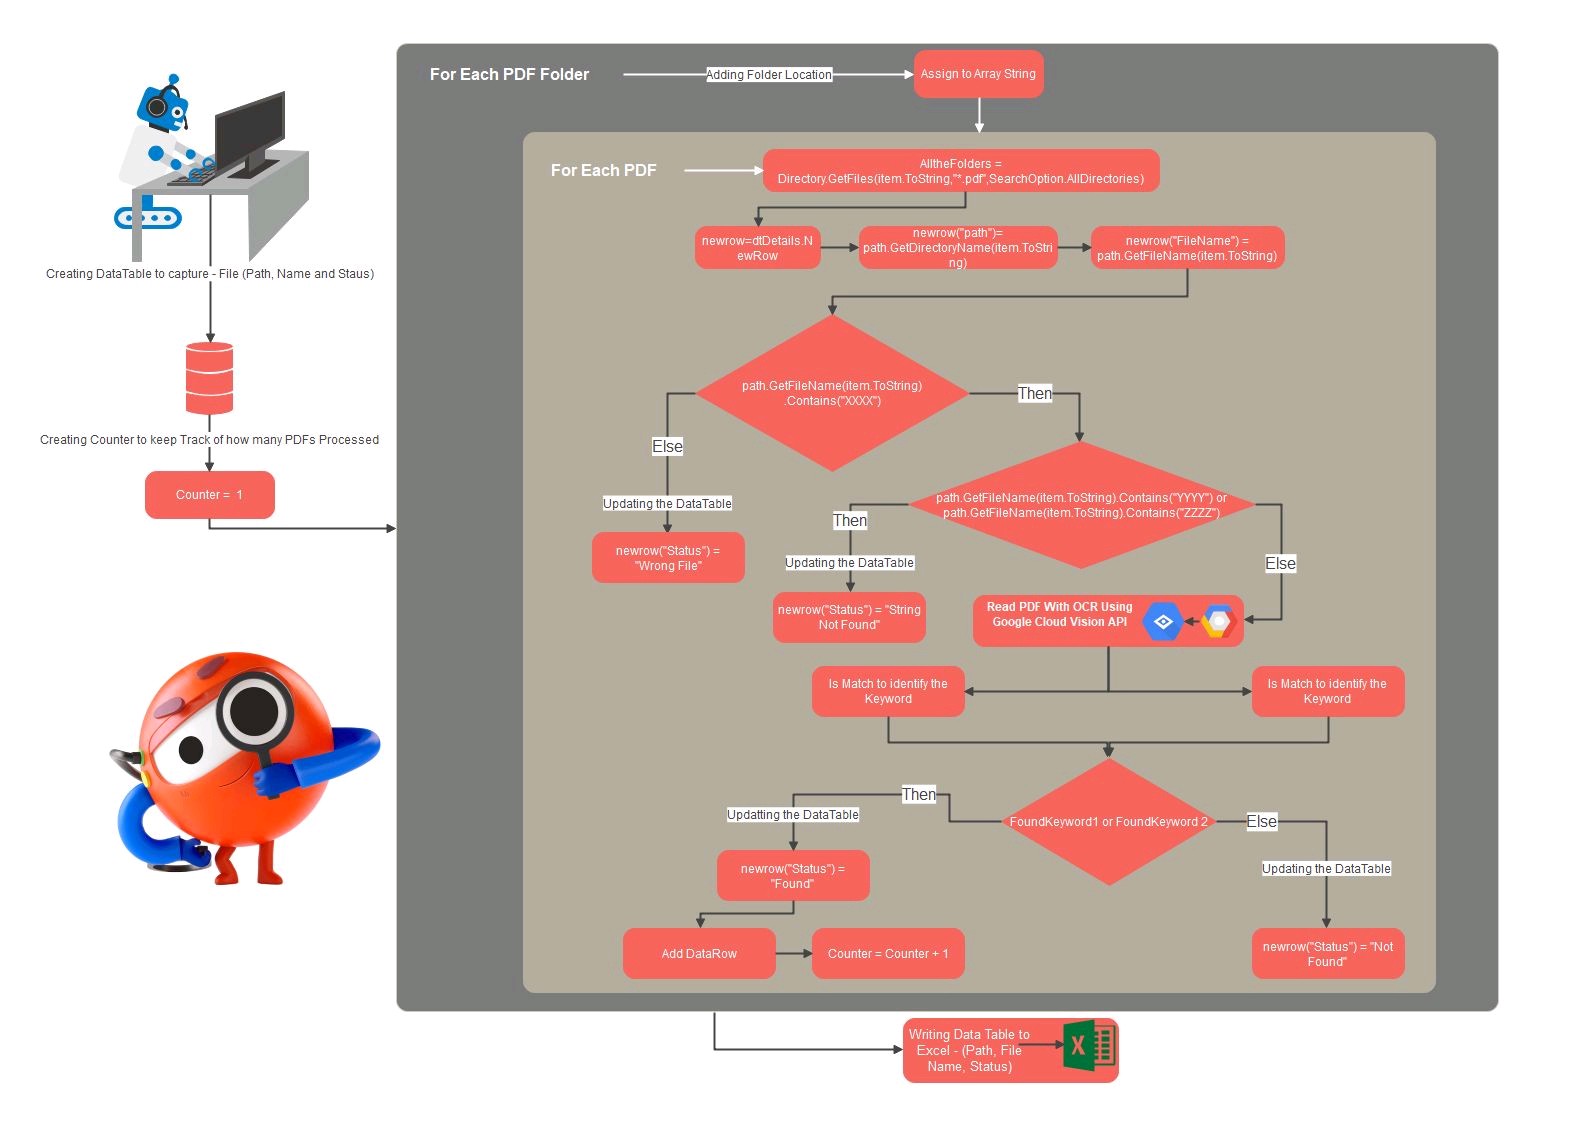 For Each PDF Folder
Adding Folder Location
Assign to Array String
For Each PDF
AlltheFolders =
Directory.GetFiles(item.ToString,"*.pdf",SearchOption.AllDirectories)
newrow=dtDetails.N
ewRow
newrow("path")=
path.GetDirectoryName(item.ToStri
ng)
newrow("FileName") =
path.GetFileName(item.ToString)
Creating DataTable to capture - File (Path, Name and Staus)
Creating Counter to keep Track of how many PDFs Processed
Counter = 1
path.GetFileName(item.ToString)
.Contains("XXXX")
Then
Else
Updating the DataTable
newrow("Status") =
"Wrong File"
path.GetFileName(item.ToString).Contains("YYYY") or
path.GetFileName(item.ToString).Contains("ZZZZ")
Then
Updating the DataTable
newrow("Status") = "String
Not Found"
Else
Read PDF With OCR Using
Google Cloud Vision API
Is Match to identify the
Keyword
Is Match to identify the
Keyword
FoundKeyword1 or FoundKeyword 2
Then
Updatting the DataTable
newrow("Status") =
"Found"
Add DataRow
Counter = Counter + 1
Else
Updating the DataTable
newrow("Status") = "Not
Found"
Writing Data Table to
Excel - (Path, File
Name, Status)
X